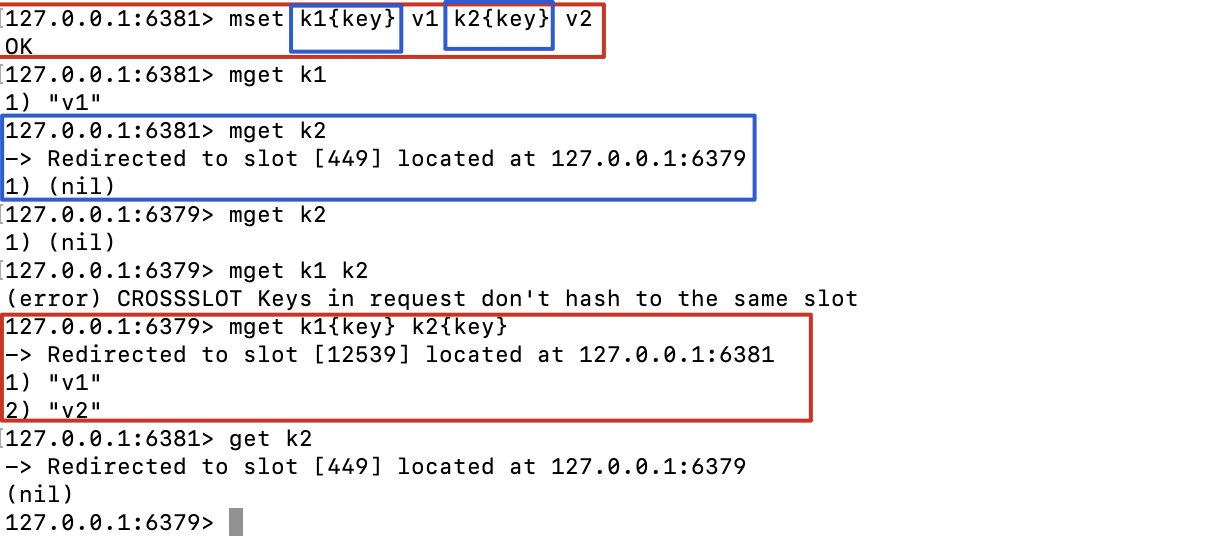 [127.0.0.1:6381> mset k1{key} v1 k2{key} v2
OK
[127.0.0.1:6381> mget k1
1) "v1"
127.0.0.1:6381> mget k2
-> Redirected to slot [449] located at 127.0.0.1:6379
1) (nil)
[127.0.0.1:6379> mget k2
1) (nil)
[127.0.0.1:6379> mget k1 k2
(error) CROSSSLOT Keys in request don't hash to the same slot
127.0.0.1:6379> mget k1{key} k2{key}
-> Redirected to slot [12539] located at 127.0.0.1:6381
1) "v1"
2) "v2"
[127.0.0.1:6381> get k2
-> Redirected to slot [449] located at 127.0.0.1:6379
(nil)
127.0.0.1:6379>